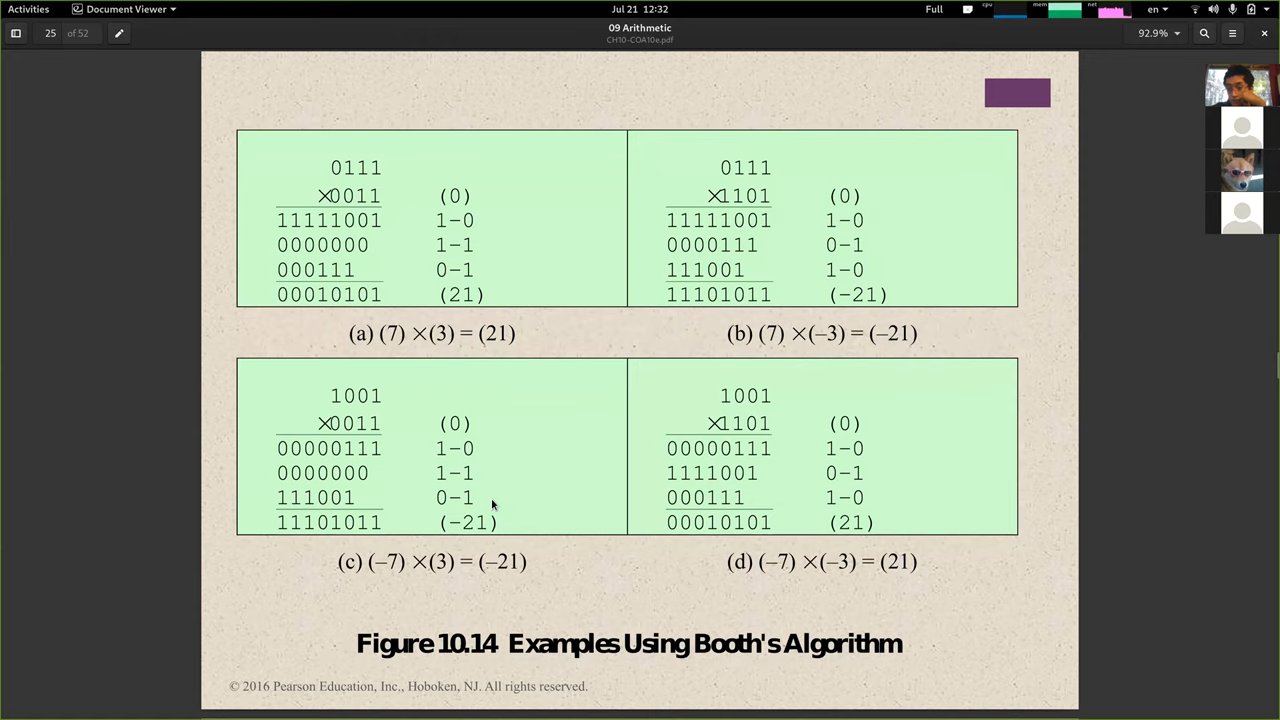 Activities Document Viewer Jul 21 12:32 Full cpu mem net en
25 of 52 09 Arithmetic 92.9%
CH10-COA10e.pdf
0111
×0011 (0)
11111001 1–0
0000000 1–1
000111 0–1
00010101 (21)
(a) (7) ×(3) = (21)
0111
×1101 (0)
11111001 1–0
0000111 0–1
111001 1–0
11101011 (–21)
(b) (7) ×(–3) = (–21)
1001
×0011 (0)
00000111 1–0
0000000 1–1
111001 0–1
11101011 (–21)
(c) (–7) ×(3) = (–21)
1001
×1101 (0)
00000111 1–0
1111001 0–1
000111 1–0
00010101 (21)
(d) (–7) ×(–3) = (21)
Figure 10.14 Examples Using Booth's Algorithm
© 2016 Pearson Education, Inc., Hoboken, NJ. All rights reserved.